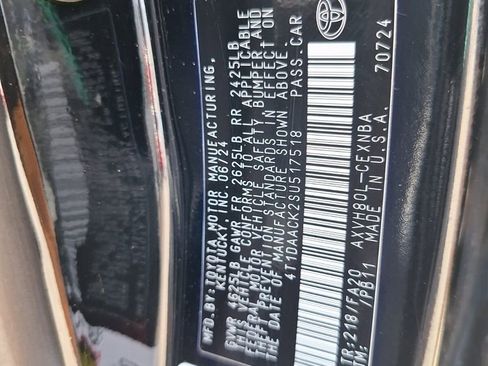 MFD. BY: TOYOTA MOTOR MANUFACTURING,
KENTUCKY, INC. 06/24
GVWR 4625LB GAWR FR 2625LB RR 2425LB
THIS VEHICLE CONFORMS TO ALL APPLICABLE
FEDERAL MOTOR VEHICLE SAFETY, BUMPER, AND
THEFT PREVENTION STANDARDS IN EFFECT ON
THE DATE OF MANUFACTURE SHOWN ABOVE.
4T1DAACK2SU517518 PASS.CAR
TR:218/FA20 AXVH80L-CEXNBA
TM: /PB11 U.S.A. 70724